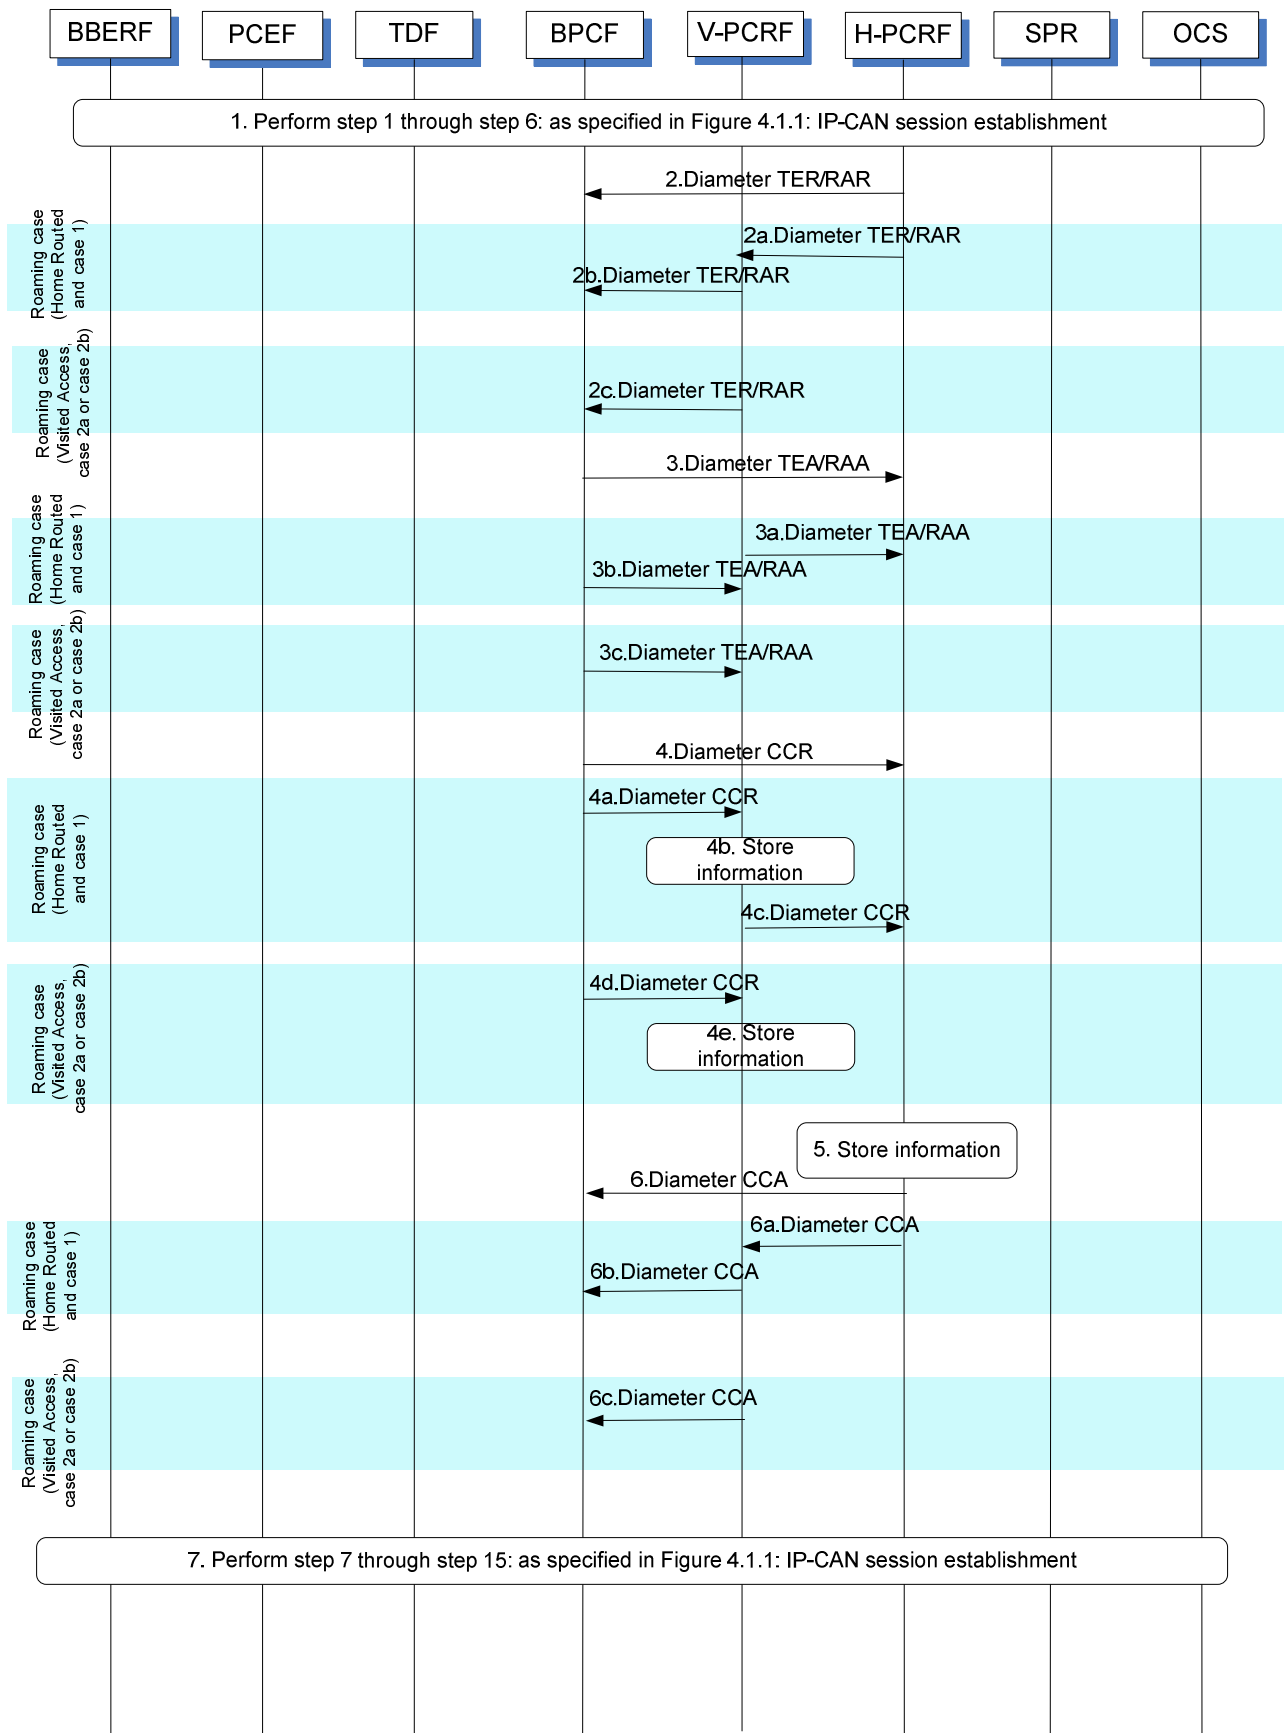 BBERF
PCEF
TDF
BPCF
V-PCRF
H-PCRF
SPR
OCS
1. Perform step 1 through step 6: as specified in Figure 4.1.1: IP-CAN session establishment
2.Diameter TER/RAR
Roaming case
(Home Routed
and case 1)
2a.Diameter TER/RAR
2b.Diameter TER/RAR
Roaming case
(Visited Access,
case 2a or case 2b)
2c.Diameter TER/RAR
3.Diameter TEA/RAA
Roaming case
(Home Routed
and case 1)
3a.Diameter TEA/RAA
3b.Diameter TEA/RAA
Roaming case
(Visited Access,
case 2a or case 2b)
3c.Diameter TEA/RAA
4.Diameter CCR
Roaming case
(Home Routed
and case 1)
4a.Diameter CCR
4b. Store
information
4c.Diameter CCR
Roaming case
(Visited Access,
case 2a or case 2b)
4d.Diameter CCR
4e. Store
information
5. Store information
6.Diameter CCA
Roaming case
(Home Routed
and case 1)
6a.Diameter CCA
6b.Diameter CCA
Roaming case
(Visited Access,
case 2a or case 2b)
6c.Diameter CCA
7. Perform step 7 through step 15: as specified in Figure 4.1.1: IP-CAN session establishment